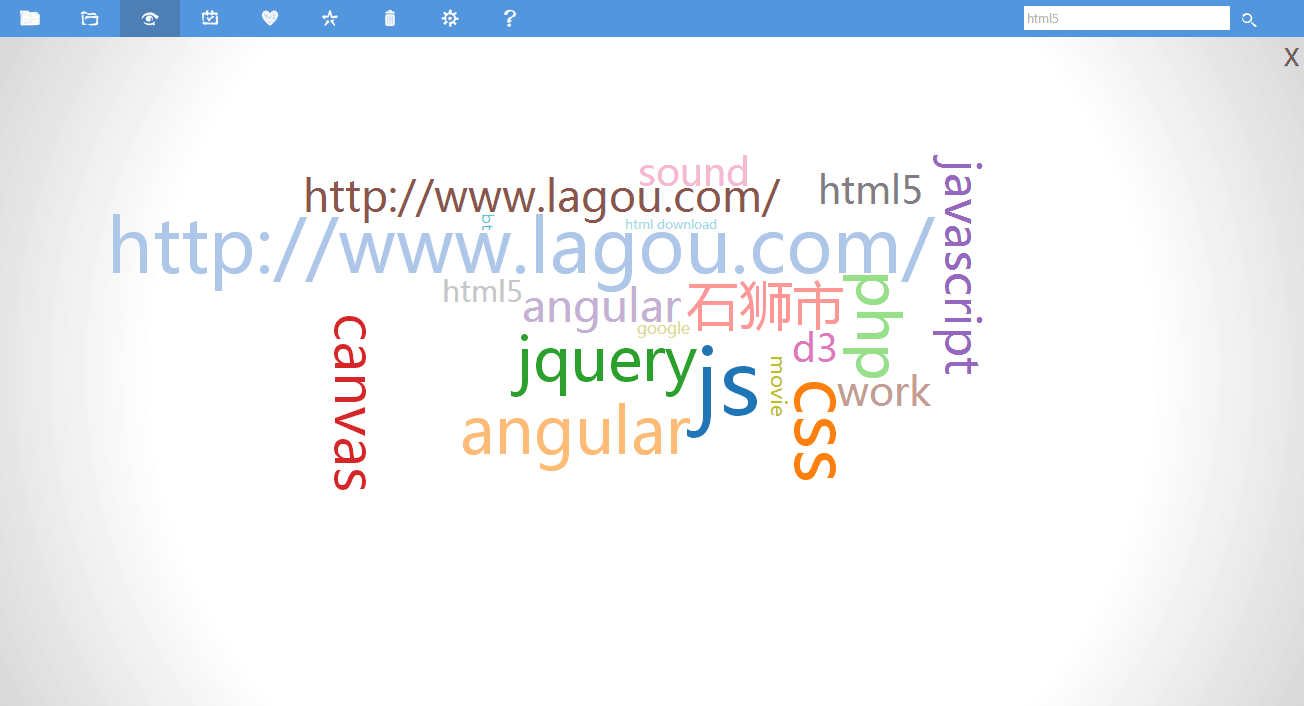 html5
X
sound
http://www.lagou.com/
html5
javascript
bt
html download
http://www.lagou.com/
html5
angular
石狮市
php
google
canvas
jquery
js
d3
movie
css
work
angular